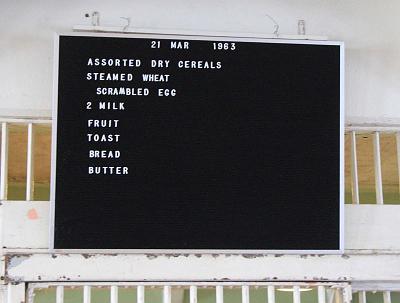 21 MAR 1963
ASSORTED DRY CEREALS
STEAMED WHEAT
SCRAMBLED EGG
2 MILK
FRUIT
TOAST
BREAD
BUTTER